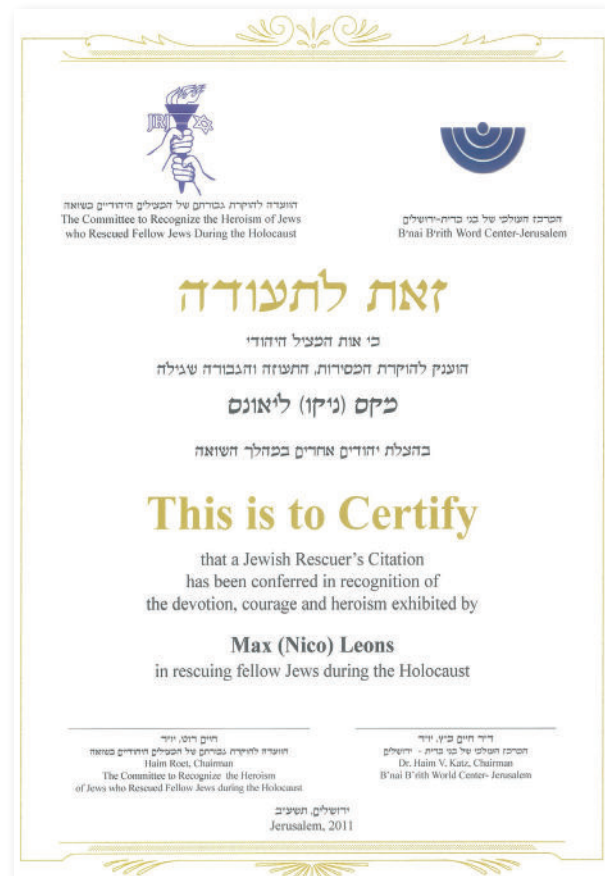 JRJ
הוועדה להוקרת גבורתם של המצילים היהודיים בשואה
The Committee to Recognize the Heroism of Jews
who Rescued Fellow Jews During the Holocaust
המרכז העולמי של בני ברית-ירושלים
B'nai B'rith Word Center-Jerusalem
זאת לתעודה
כי אות המציל היהודי
הוענק להוקרת המסירות, התעוזה והגבורה שגילה
מקס (ניקו) ליאונס
בהצלת יהודים אחרים במהלך השואה
This is to Certify
that a Jewish Rescuer's Citation
has been conferred in recognition of
the devotion, courage and heroism exhibited by
Max (Nico) Leons
in rescuing fellow Jews during the Holocaust
חיים רוט, יו״ר
הוועדה להוקרת גבורתם של המצילים היהודיים בשואה
Haim Roet, Chairman
The Committee to Recognize the Heroism
of Jews who Rescued Fellow Jews during the Holocaust
ד״ר חיים כ״ץ, יו״ר
המרכז העולמי של בני ברית - ירושלים
Dr. Haim V. Katz, Chairman
B'nai B'rith World Center- Jerusalem
ירושלים, תשע״ב
Jerusalem, 2011